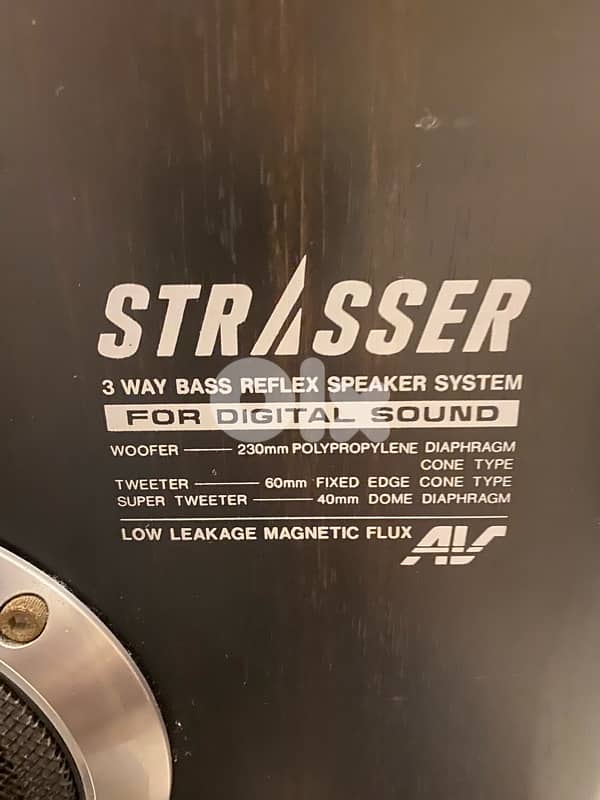 STRASSER
3 WAY BASS REFLEX SPEAKER SYSTEM
FOR DIGITAL SOUND
olx
WOOFER 230mm POLYPROPYLENE DIAPHRAGM
CONE TYPE
TWEETER 60mm FIXED EDGE CONE TYPE
SUPER TWEETER 40mm DOME DIAPHRAGM
LOW LEAKAGE MAGNETIC FLUX AV